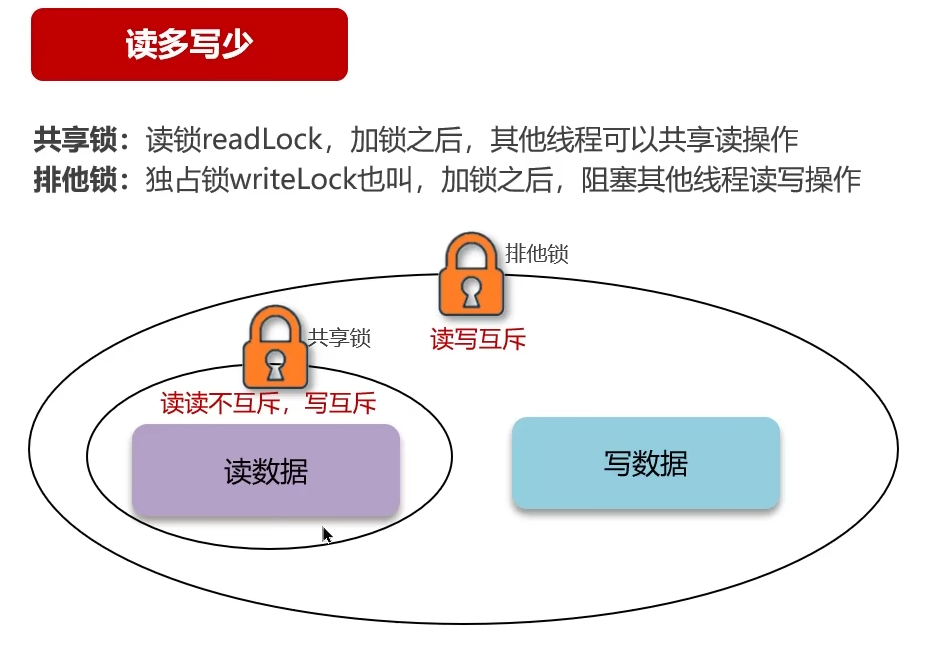 读多写少
共享锁：读锁readLock，加锁之后，其他线程可以共享读操作
排他锁：独占锁writeLock也叫，加锁之后，阻塞其他线程读写操作
排他锁
读写互斥
共享锁
读读不互斥，写互斥
读数据
写数据